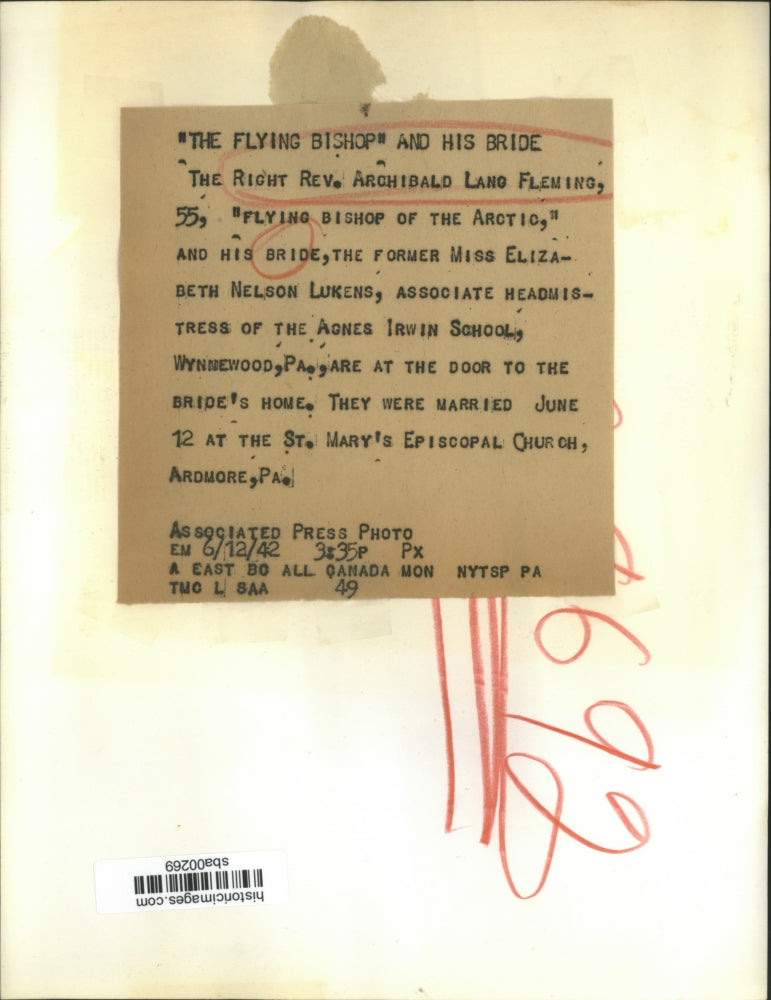 "THE FLYING BISHOP" AND HIS BRIDE
THE RIGHT REV. ARCHIBALD LANG FLEMING,
55, "FLYING BISHOP OF THE ARCTIC,"
AND HIS BRIDE,THE FORMER MISS ELIZA-
BETH NELSON LUKENS, ASSOCIATE HEADMIS-
TRESS OF THE AGNES IRWIN SCHOOL,
WYNNEWOOD,PA.,ARE AT THE DOOR TO THE
BRIDE'S HOME. THEY WERE MARRIED JUNE
12 AT THE ST. MARY'S EPISCOPAL CHURCH,
ARDMORE,PA.
ASSOCIATED PRESS PHOTO
EM 6/12/42 3:35P PX
A EAST BG ALL CANADA MON NYTSP PA
TMC L SAA 49
historicimages.com
sba00269